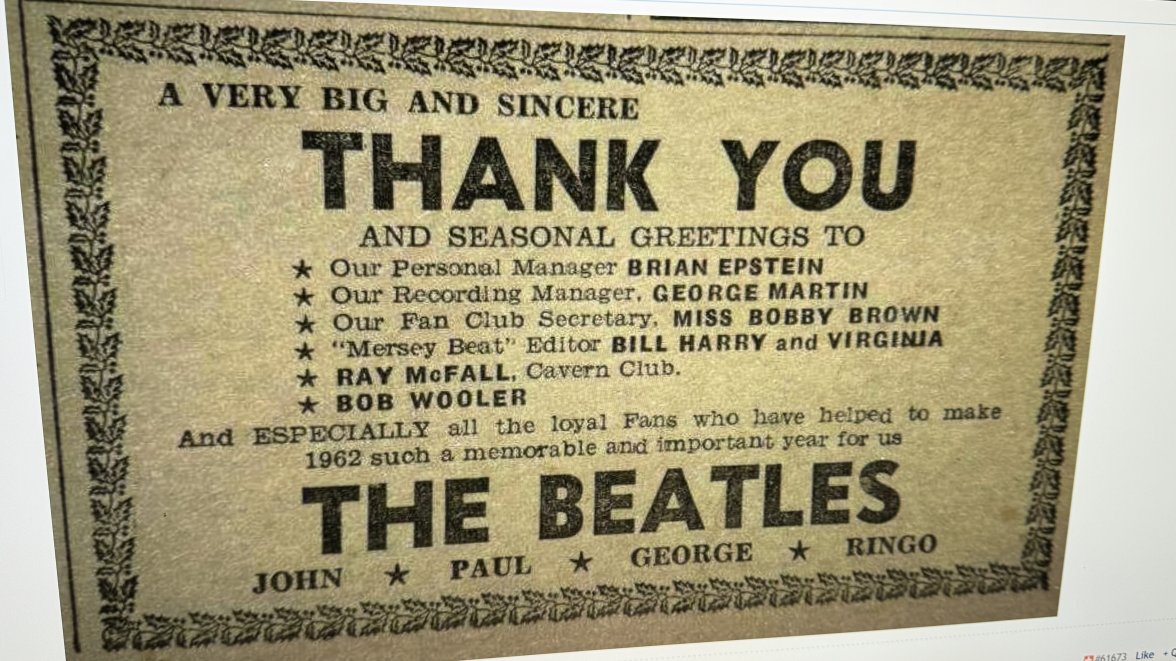 A VERY BIG AND SINCERE
THANK YOU
AND SEASONAL GREETINGS TO
★ Our Personal Manager BRIAN EPSTEIN
★ Our Recording Manager, GEORGE MARTIN
★ Our Fan Club Secretary, MISS BOBBY BROWN
★ "Mersey Beat" Editor BILL HARRY and VIRGINIA
★ RAY McFALL, Cavern Club.
★ BOB WOOLER
And ESPECIALLY all the loyal Fans who have helped to make
1962 such a memorable and important year for us
THE BEATLES
JOHN ★ PAUL ★ GEORGE ★ RINGO
#61673 Like